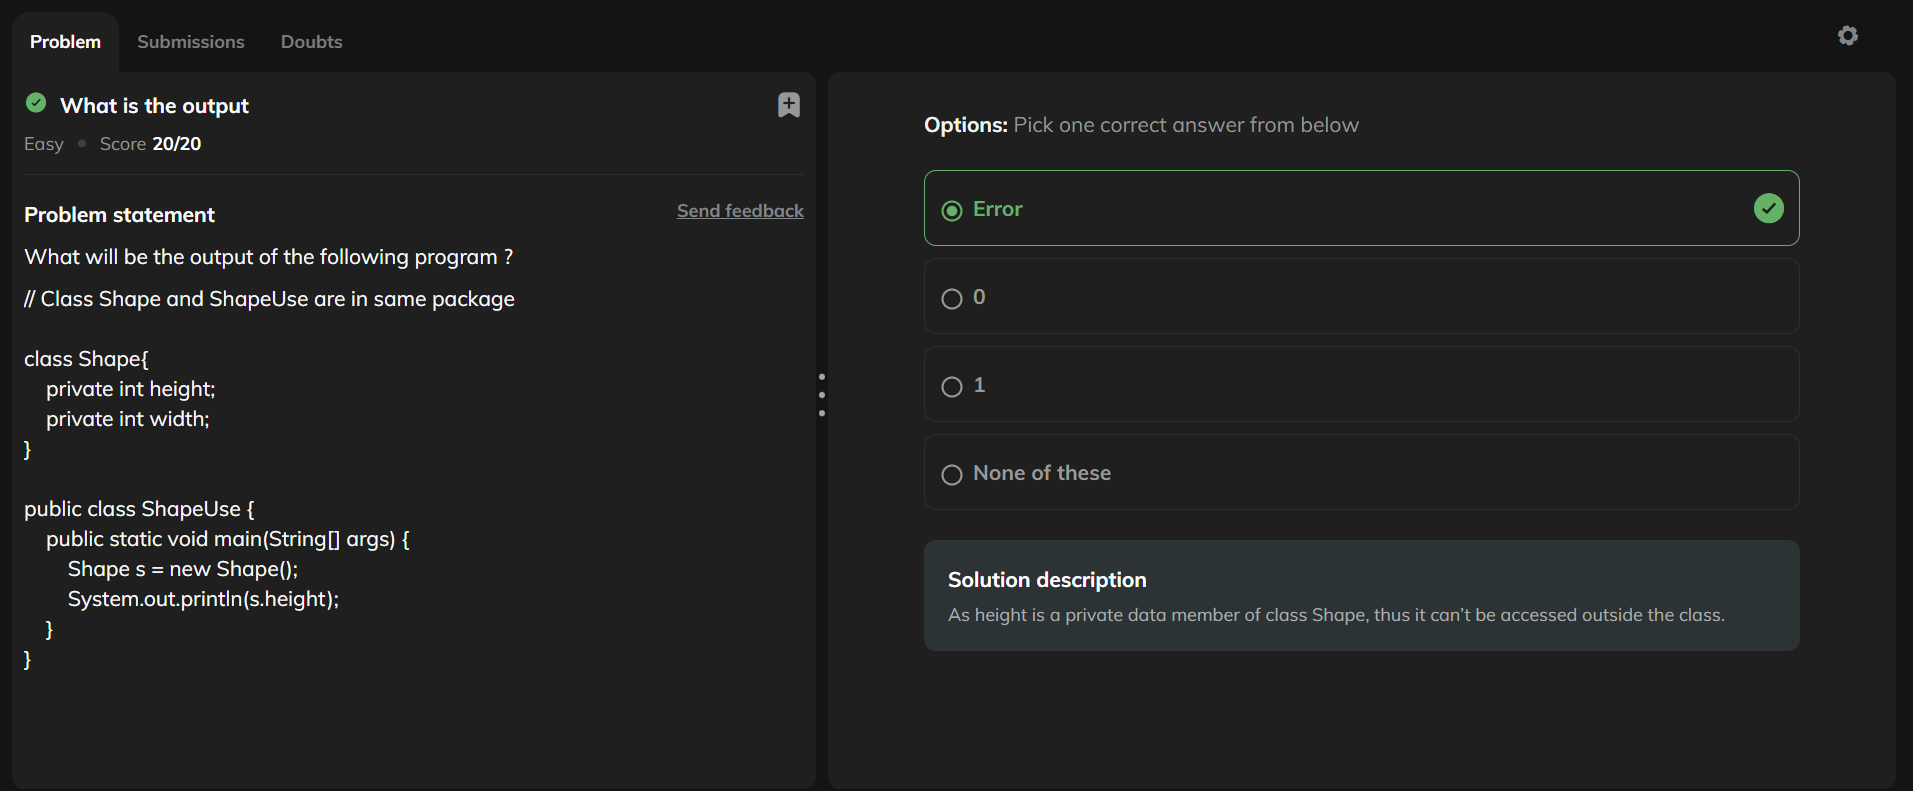 Problem Submissions Doubts
What is the output
Easy • Score 20/20
Problem statement
Send feedback
What will be the output of the following program ?
// Class Shape and ShapeUse are in same package
class Shape{
    private int height;
    private int width;
}
public class ShapeUse {
    public static void main(String[] args) {
        Shape s = new Shape();
        System.out.println(s.height);
    }
}
Options: Pick one correct answer from below
Error
0
1
None of these
Solution description
As height is a private data member of class Shape, thus it can’t be accessed outside the class.